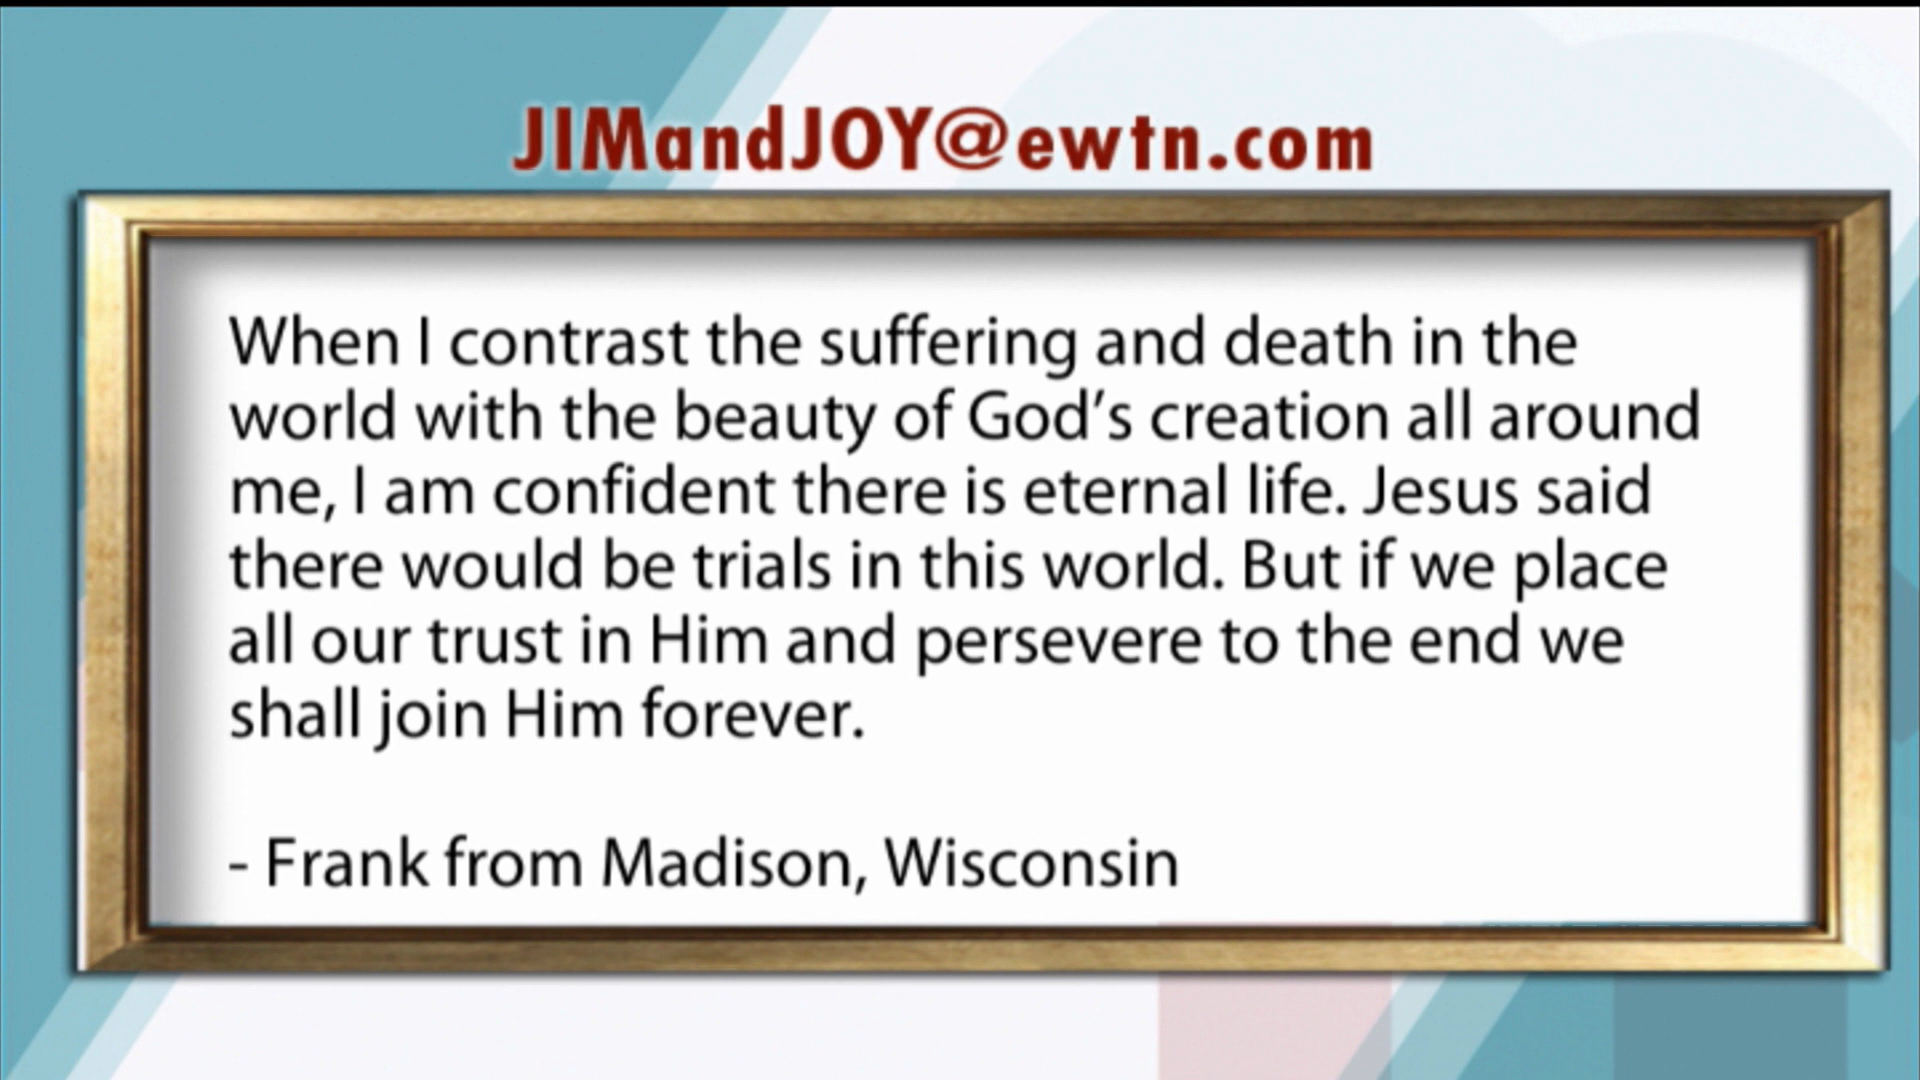 JIMandJOY@ewtn.com
When I contrast the suffering and death in the
world with the beauty of God's creation all around
me, I am confident there is eternal life. Jesus said
there would be trials in this world. But if we place
all our trust in Him and persevere to the end we
shall join Him forever.
- Frank from Madison, Wisconsin